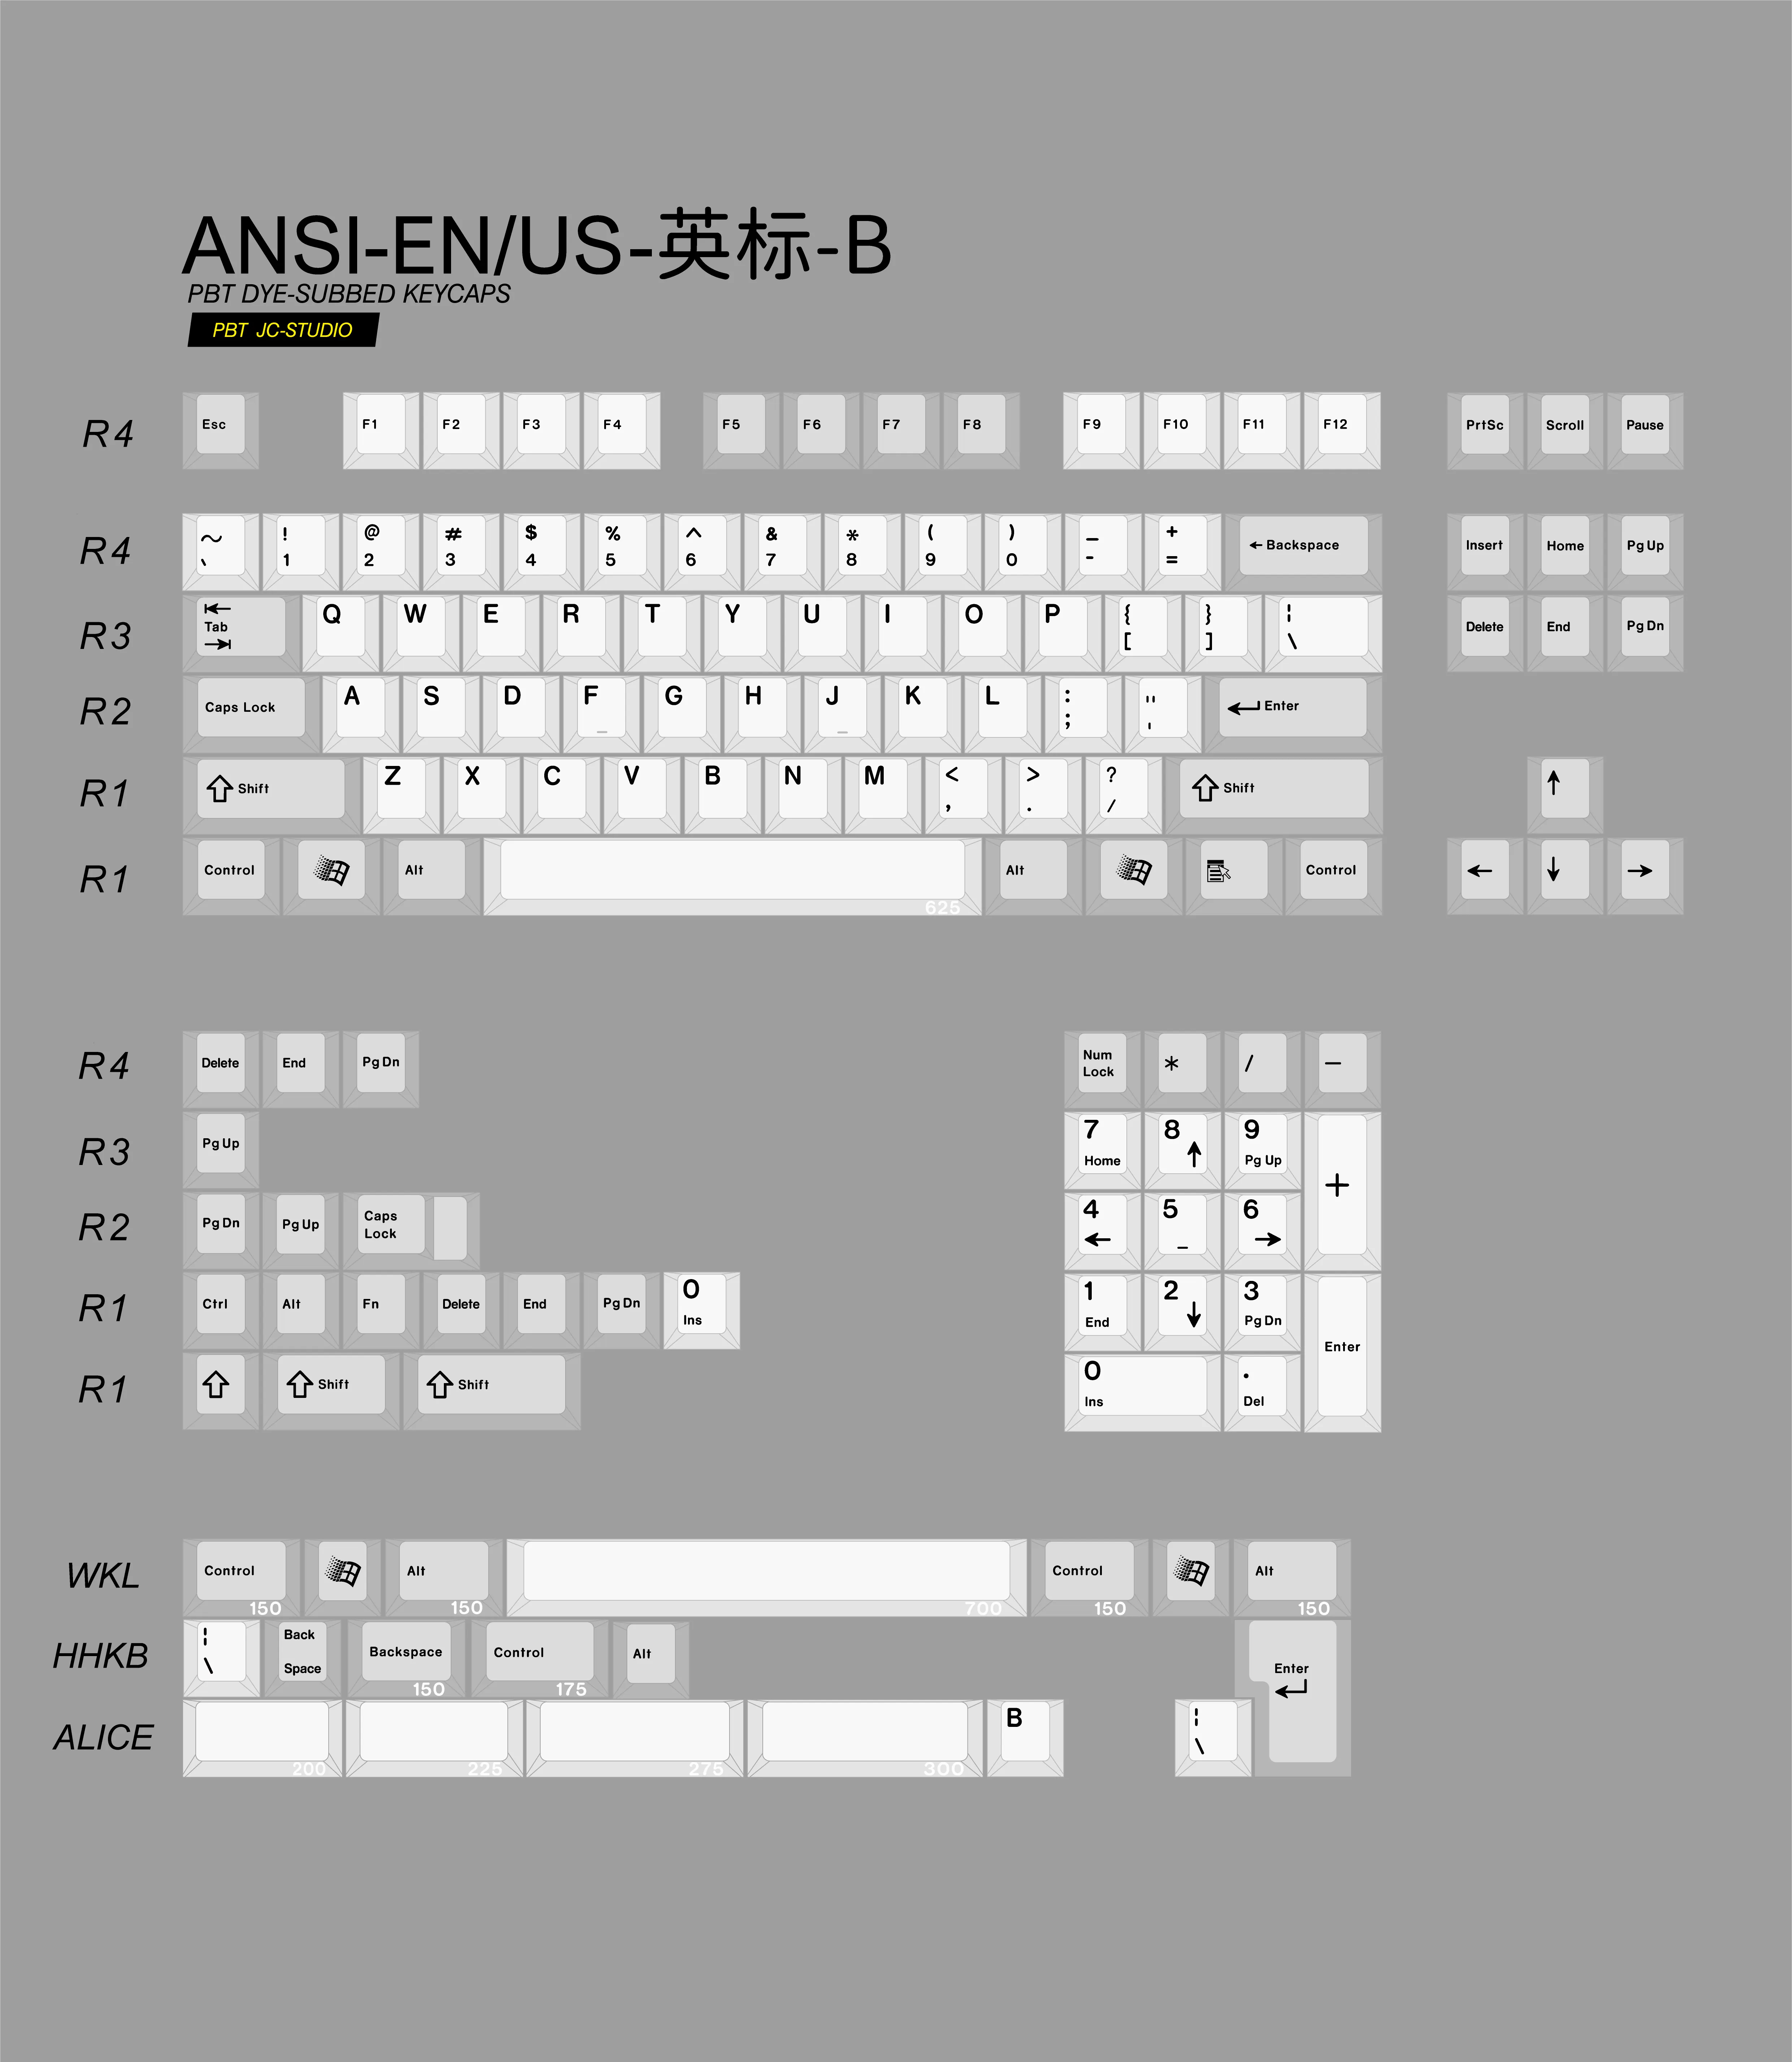 ANSI-EN/US-英标-B
PBT DYE-SUBBED KEYCAPS
PBT JC-STUDIO
R4 Esc F1 F2 F3 F4 F5 F6 F7 F8 F9 F10 F11 F12 PrtSc Scroll Pause
R4 ~ ` ! 1 @ 2 # 3 $ 4 % 5 ^ 6 & 7 * 8 ( 9 ) 0 _ - + = ← Backspace Insert Home Pg Up
R3 Tab Q W E R T Y U I O P { [ } ] ¦ \ Delete End Pg Dn
R2 Caps Lock A S D F _ G H J _ K L : ; " ' Enter
R1 Shift Z X C V B N M < , > . ? / Shift ↑
R1 Control Alt 625 Alt Control ← ↓ →
R4 Delete End Pg Dn Num Lock * / −
R3 Pg Up 7 Home 8 ↑ 9 Pg Up +
R2 Pg Dn Pg Up Caps Lock 4 ← 5 _ 6 →
R1 Ctrl Alt Fn Delete End Pg Dn 0 Ins 1 End 2 ↓ 3 Pg Dn Enter
R1 Shift Shift 0 Ins . Del
WKL Control 150 Alt 150 700 Control 150 Alt 150
HHKB ¦ \ Back Space Backspace 150 Control 175 Alt Enter
ALICE 200 225 275 300 B ¦ \